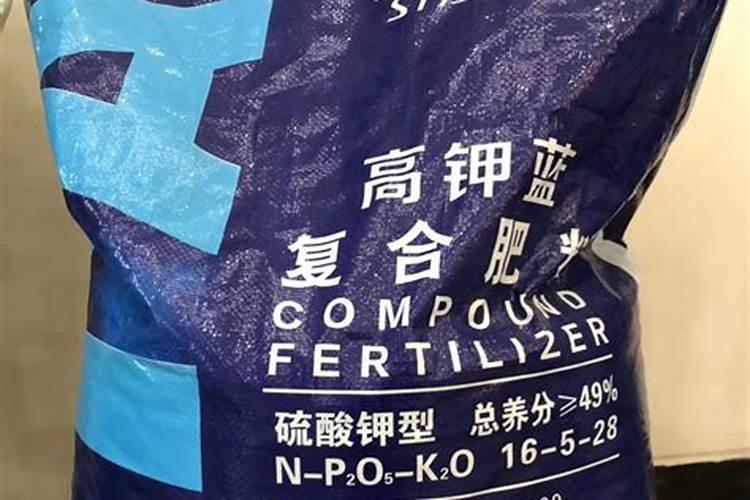 高钾蓝
复合肥料
COMPOUND
FERTILIZER
硫酸钾型 总养分≥49%
N-P₂O₅-K₂O 16-5-28